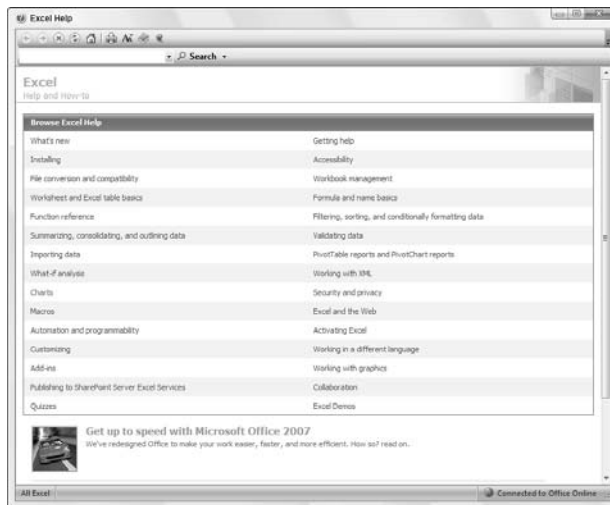 Excel Help
Search
Excel
Help and How-to
Browse Excel Help
What's new
Getting help
Installing
Accessibility
File conversion and compatibility
Workbook management
Worksheet and Excel table basics
Formula and name basics
Function reference
Filtering, sorting, and conditionally formatting data
Summarizing, consolidating, and outlining data
Validating data
Importing data
PivotTable reports and PivotChart reports
What-if analysis
Working with XML
Charts
Security and privacy
Macros
Excel and the Web
Automation and programmability
Activating Excel
Customizing
Working in a different language
Add-ins
Working with graphics
Publishing to SharePoint Server Excel Services
Collaboration
Quizzes
Excel Demos
Get up to speed with Microsoft Office 2007
We've redesigned Office to make your work easier, faster, and more efficient. How so? read on.
All Excel
Connected to Office Online